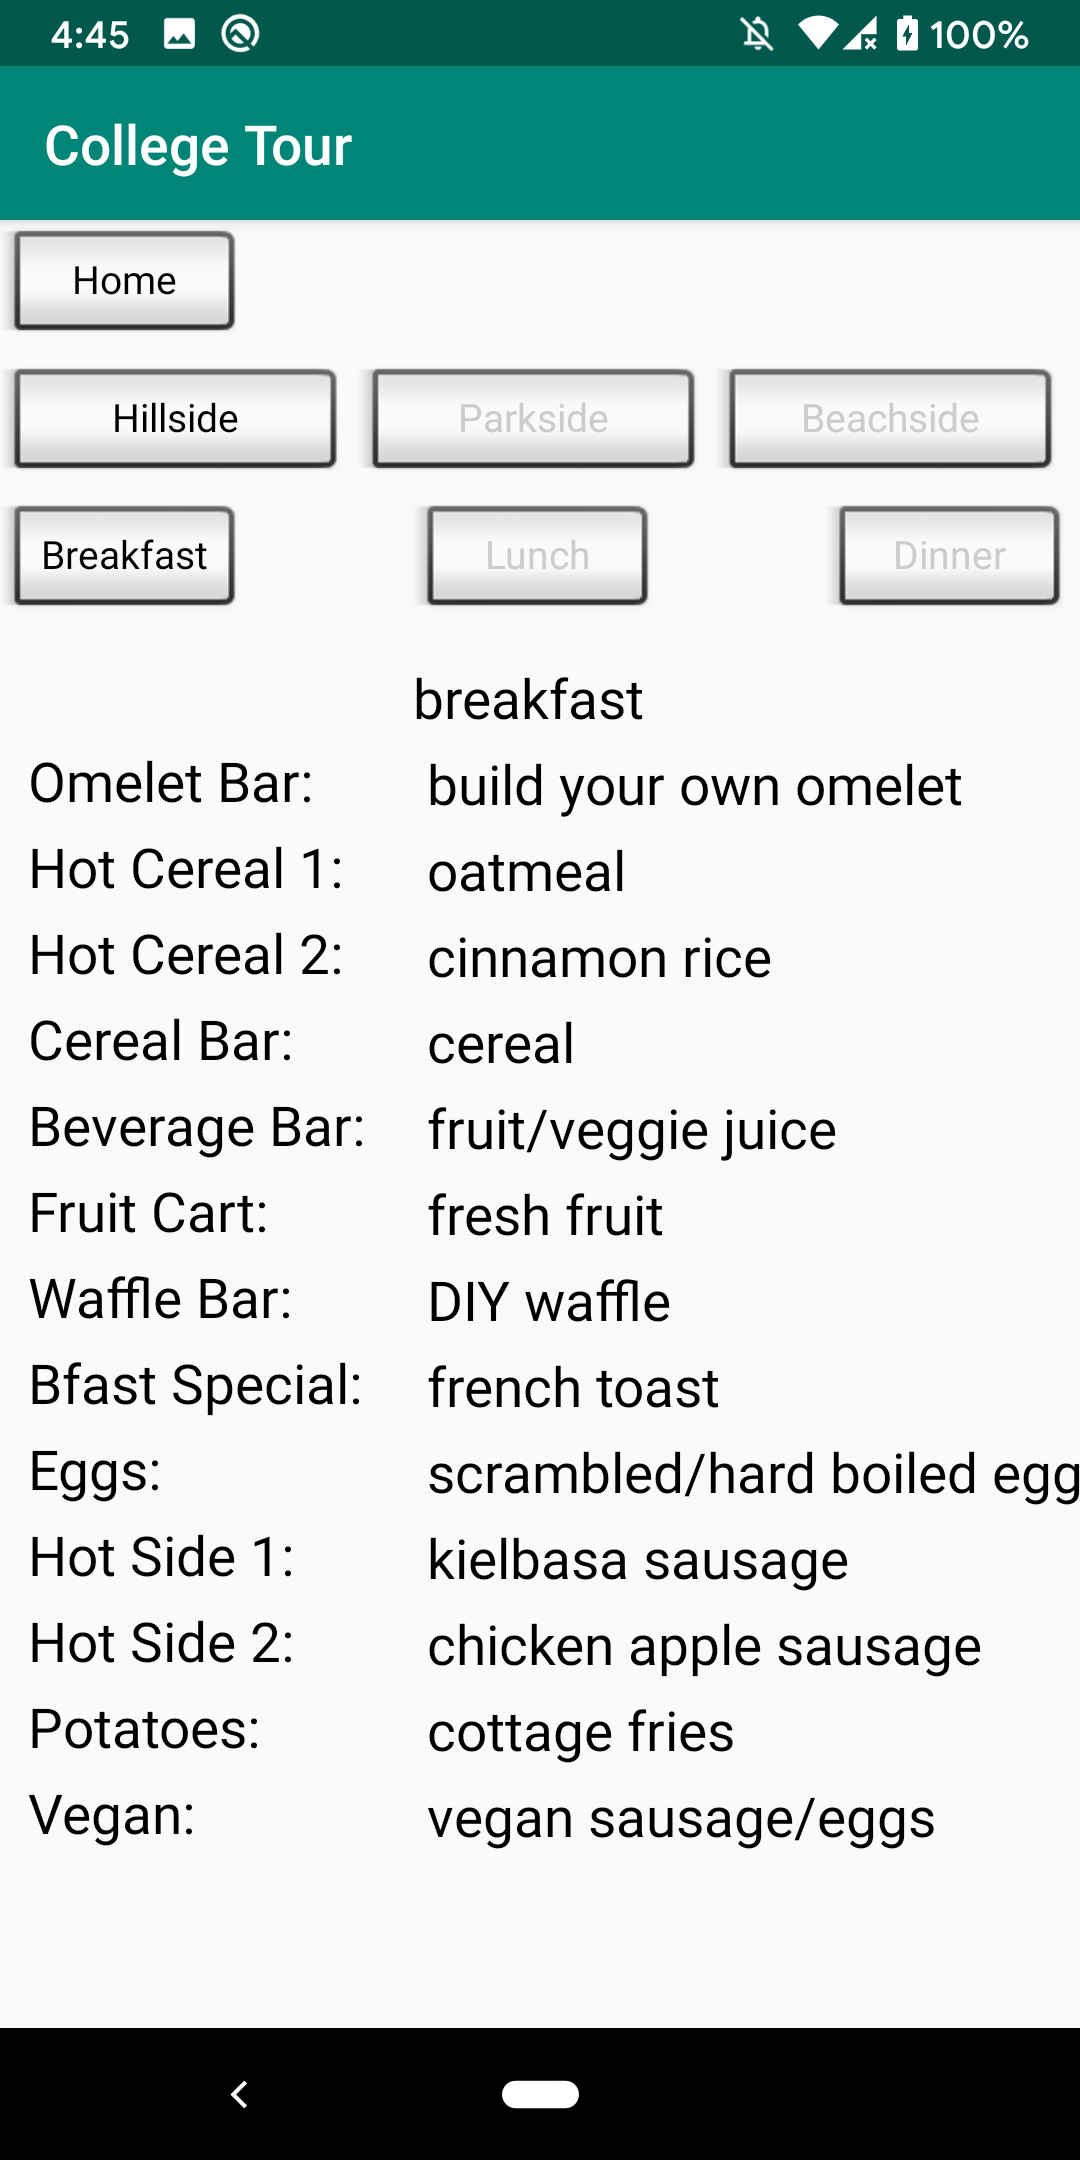 4:45 100%
College Tour
Home
Hillside Parkside Beachside
Breakfast Lunch Dinner
breakfast
Omelet Bar: build your own omelet
Hot Cereal 1: oatmeal
Hot Cereal 2: cinnamon rice
Cereal Bar: cereal
Beverage Bar: fruit/veggie juice
Fruit Cart: fresh fruit
Waffle Bar: DIY waffle
Bfast Special: french toast
Eggs: scrambled/hard boiled egg
Hot Side 1: kielbasa sausage
Hot Side 2: chicken apple sausage
Potatoes: cottage fries
Vegan: vegan sausage/eggs